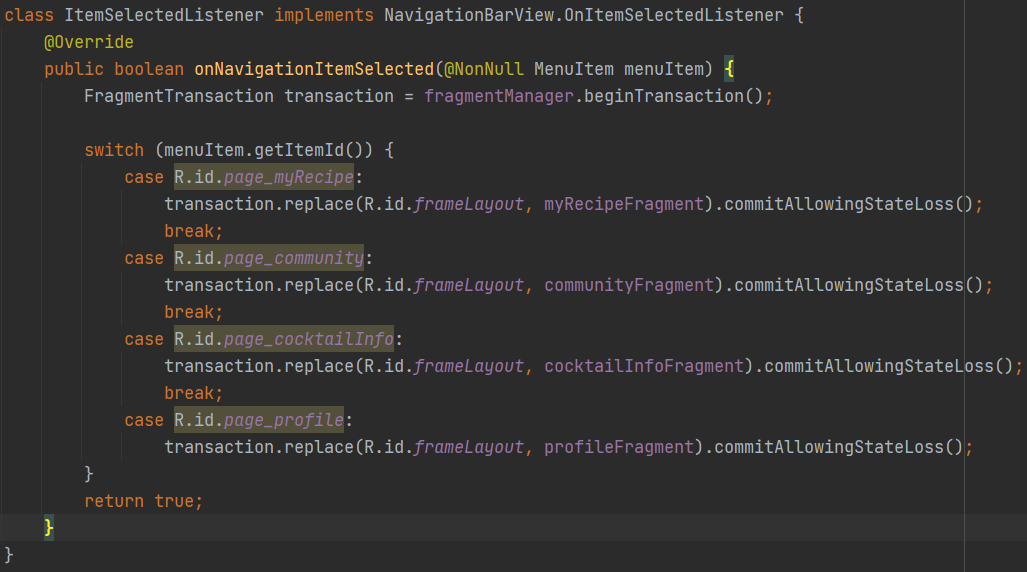 class ItemSelectedListener implements NavigationBarView.OnItemSelectedListener {
@Override
public boolean onNavigationItemSelected(@NonNull MenuItem menuItem) {
FragmentTransaction transaction = fragmentManager.beginTransaction();
switch (menuItem.getItemId()) {
case R.id.page_myRecipe:
transaction.replace(R.id.frameLayout, myRecipeFragment).commitAllowingStateLoss();
break;
case R.id.page_community:
transaction.replace(R.id.frameLayout, communityFragment).commitAllowingStateLoss();
break;
case R.id.page_cocktailInfo:
transaction.replace(R.id.frameLayout, cocktailInfoFragment).commitAllowingStateLoss();
break;
case R.id.page_profile:
transaction.replace(R.id.frameLayout, profileFragment).commitAllowingStateLoss();
}
return true;
}
}